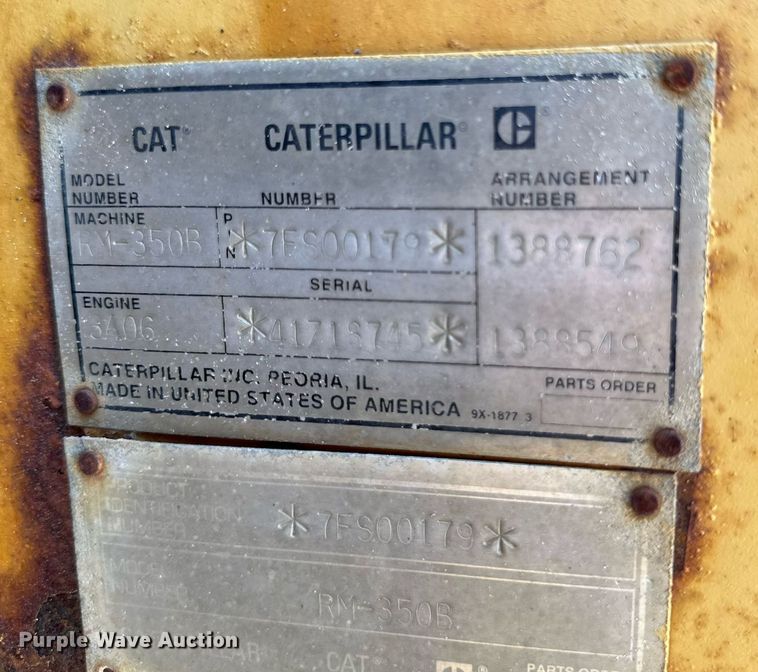 CAT® CATERPILLAR® C®
MODEL NUMBER NUMBER ARRANGEMENT NUMBER
MACHINE P
RM-350B N *7FS00179* 1388762
SERIAL
ENGINE
3406 *41Z18745* 1388549
CATERPILLAR INC. PEORIA, IL. PARTS ORDER
MADE IN UNITED STATES OF AMERICA 9X-1877 3
PRODUCT
IDENTIFICATION
NUMBER *7FS00179*
MODEL
NUMBER RM-350B
CAT ® PARTS
Purple Wave Auction